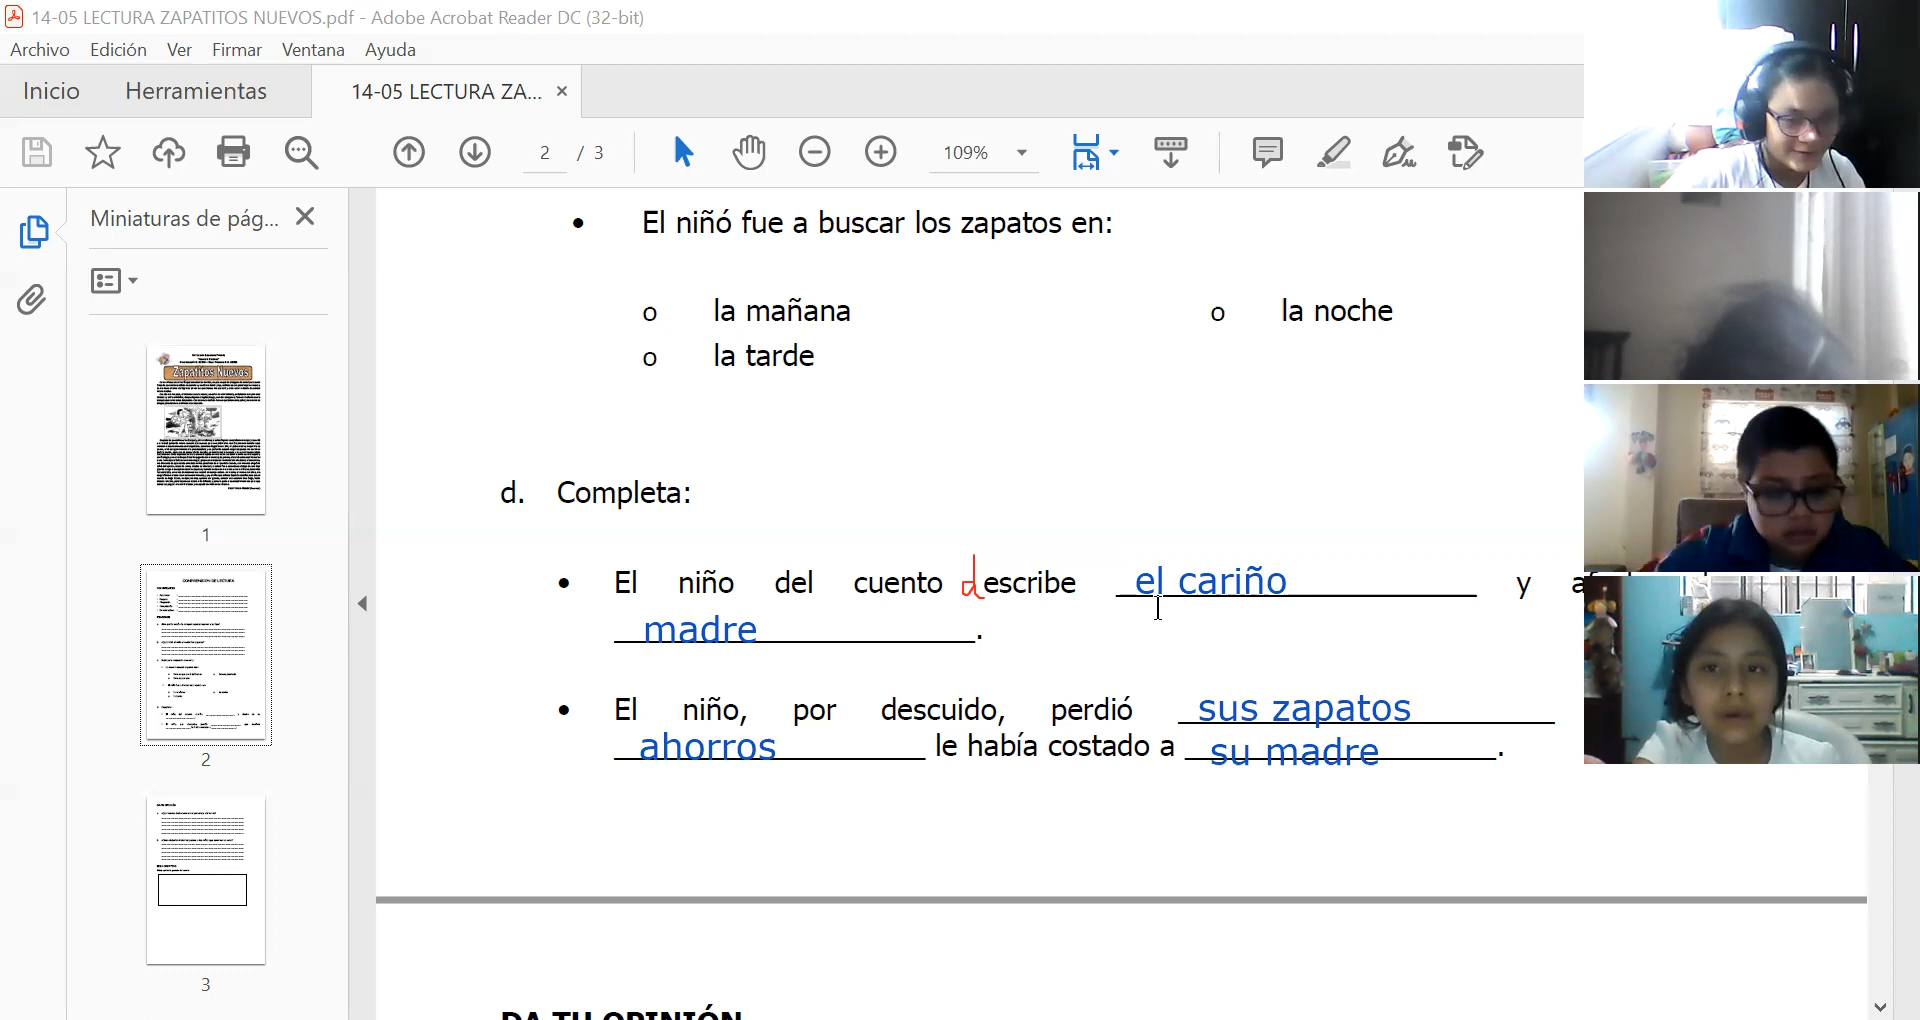 14-05 LECTURA ZAPATITOS NUEVOS.pdf - Adobe Acrobat Reader DC (32-bit)
Archivo Edición Ver Firmar Ventana Ayuda
Inicio Herramientas 14-05 LECTURA ZA... ×
2 / 3 109%
Miniaturas de pág...
Zapatitos Nuevos
1
2
3
• El niñó fue a buscar los zapatos en:
o la mañana o la noche
o la tarde
d. Completa:
• El niño del cuento describe el cariño y
madre.
• El niño, por descuido, perdió sus zapatos
ahorros le había costado a su madre.
DA TU OPINIÓN